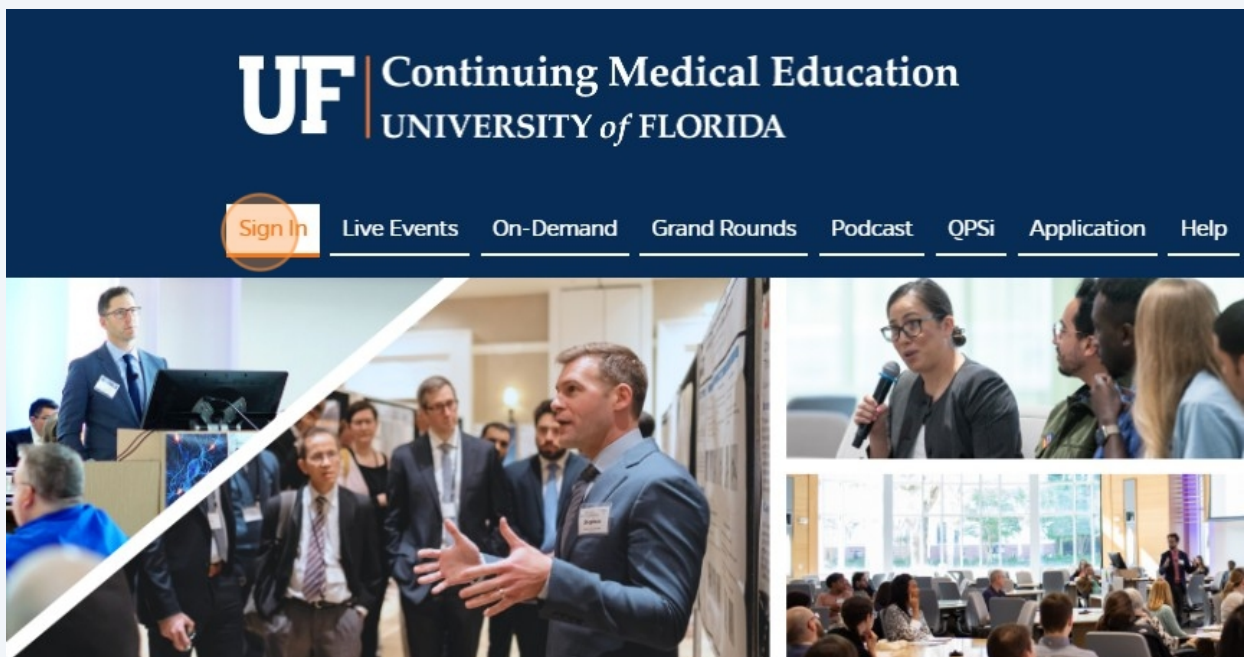 UF
Continuing Medical Education
UNIVERSITY of FLORIDA
Sign In Live Events On-Demand Grand Rounds Podcast QPSi Application Help